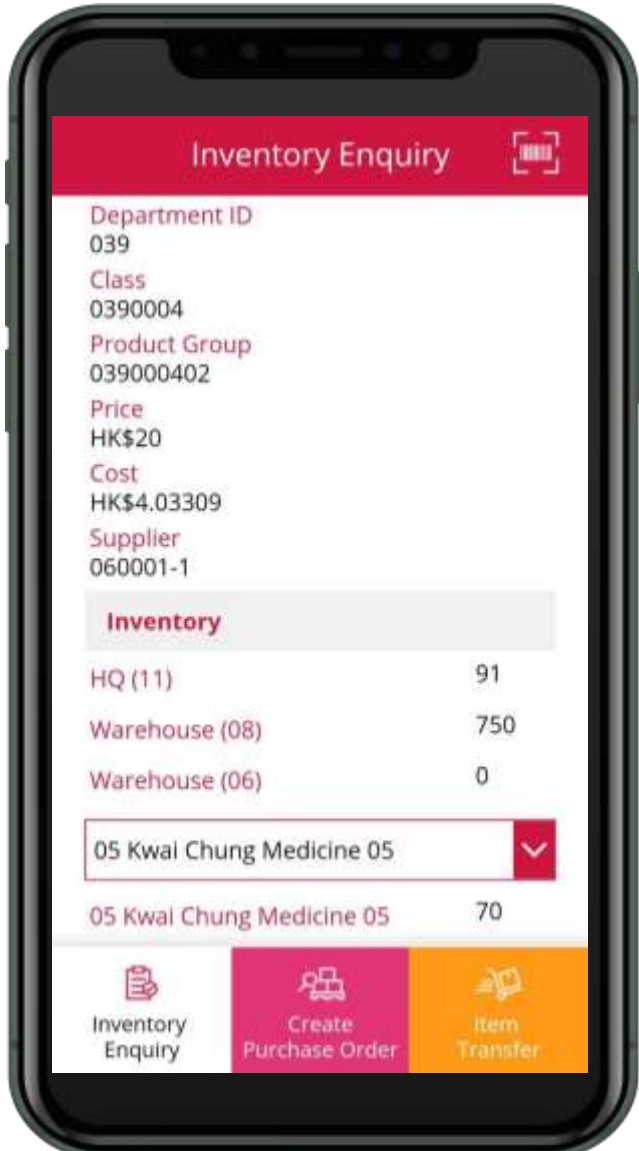 Inventory Enquiry
Department ID
039
Class
0390004
Product Group
039000402
Price
HK$20
Cost
HK$4.03309
Supplier
060001-1
Inventory
HQ (11) 91
Warehouse (08) 750
Warehouse (06) 0
05 Kwai Chung Medicine 05
05 Kwai Chung Medicine 05 70
Inventory
Enquiry
Create
Purchase Order
Item
Transfer